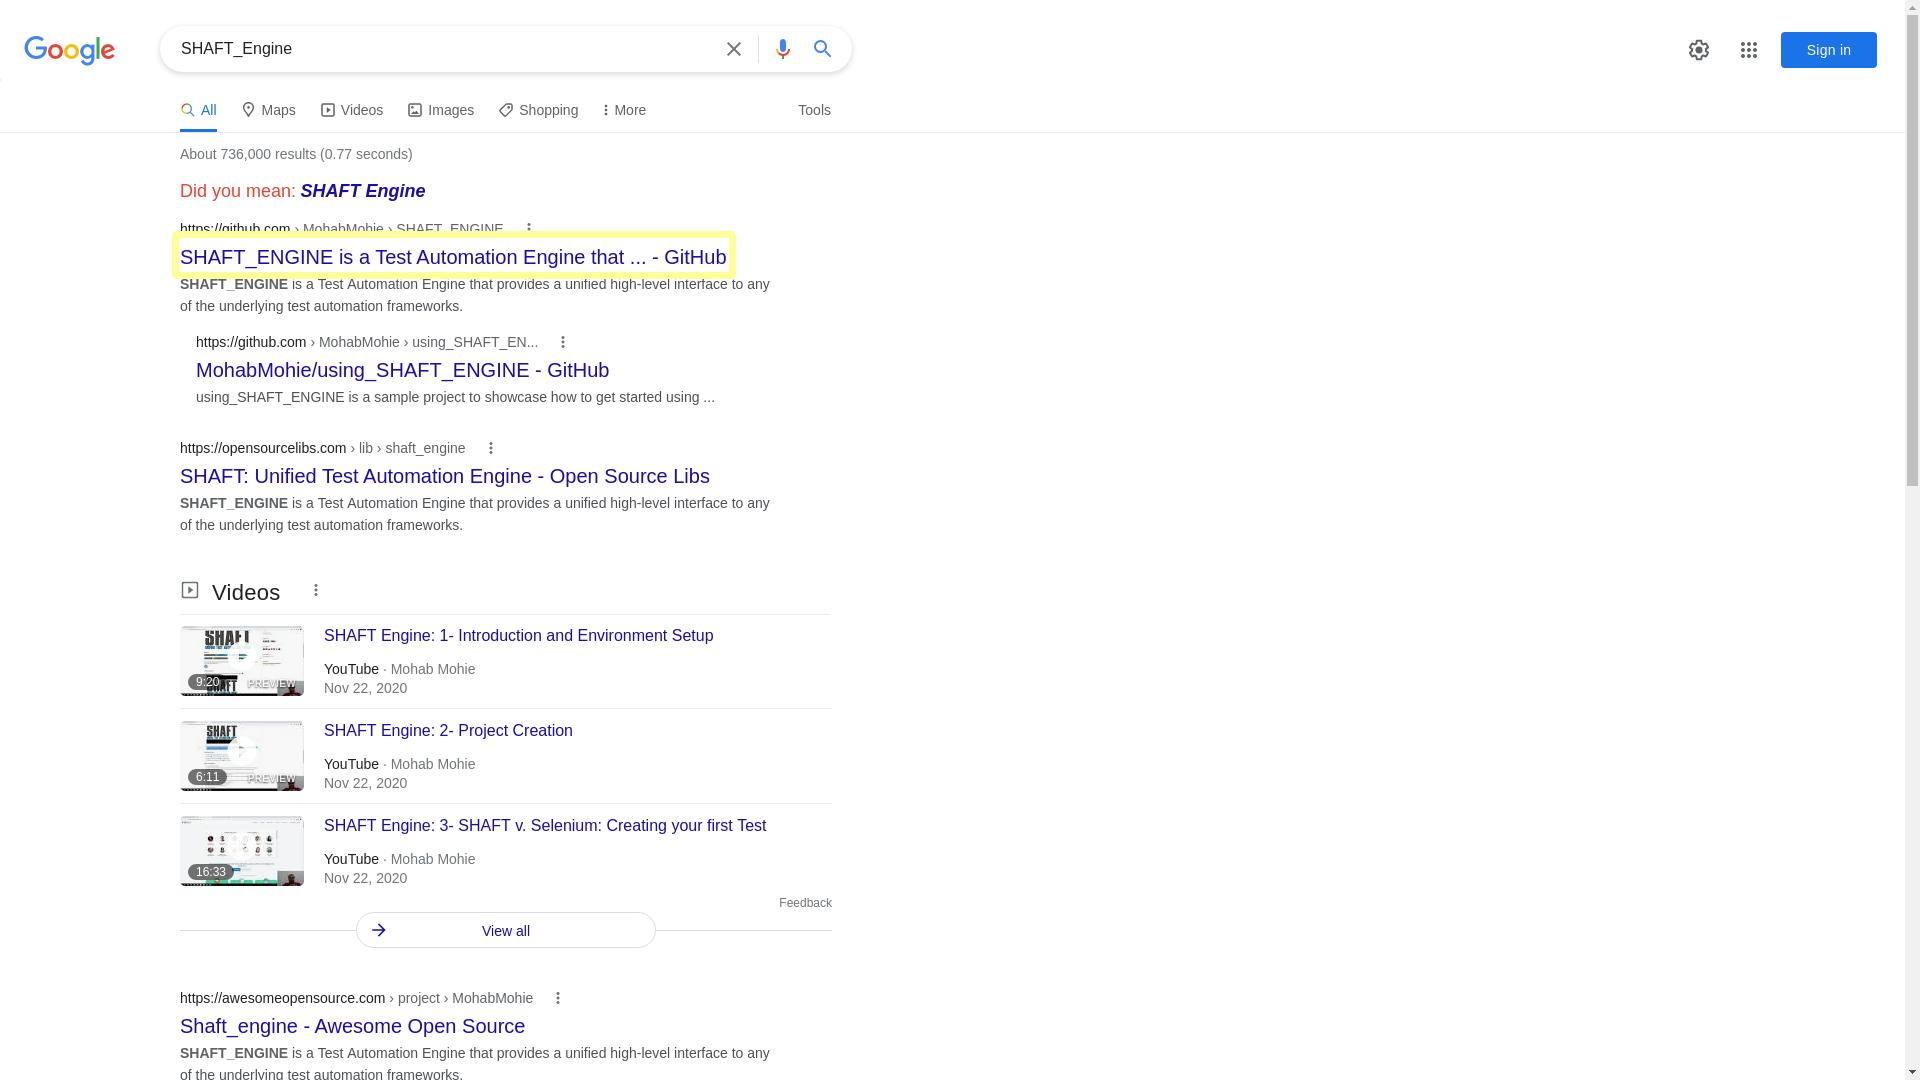 Google
SHAFT_Engine
Sign in
All
Maps
Videos
Images
Shopping
More
Tools
About 736,000 results (0.77 seconds)
Did you mean: SHAFT Engine
https://github.com › MohabMohie › SHAFT_ENGINE
SHAFT_ENGINE is a Test Automation Engine that ... - GitHub
SHAFT_ENGINE is a Test Automation Engine that provides a unified high-level interface to any
of the underlying test automation frameworks.
https://github.com › MohabMohie › using_SHAFT_EN...
MohabMohie/using_SHAFT_ENGINE - GitHub
using_SHAFT_ENGINE is a sample project to showcase how to get started using ...
https://opensourcelibs.com › lib › shaft_engine
SHAFT: Unified Test Automation Engine - Open Source Libs
SHAFT_ENGINE is a Test Automation Engine that provides a unified high-level interface to any
of the underlying test automation frameworks.
Videos
SHAFT
9:20
PREVIEW
SHAFT Engine: 1- Introduction and Environment Setup
YouTube · Mohab Mohie
Nov 22, 2020
SHAFT
6:11
PREVIEW
SHAFT Engine: 2- Project Creation
YouTube · Mohab Mohie
Nov 22, 2020
16:33
SHAFT Engine: 3- SHAFT v. Selenium: Creating your first Test
YouTube · Mohab Mohie
Nov 22, 2020
Feedback
View all
https://awesomeopensource.com › project › MohabMohie
Shaft_engine - Awesome Open Source
SHAFT_ENGINE is a Test Automation Engine that provides a unified high-level interface to any
of the underlying test automation frameworks.